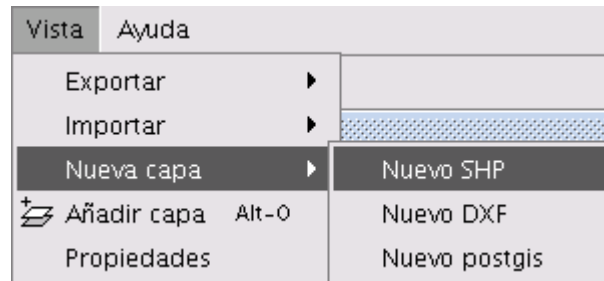 Vista Ayuda
Exportar
Importar
Nueva capa
Añadir capa Alt-O
Propiedades
Nuevo SHP
Nuevo DXF
Nuevo postgis